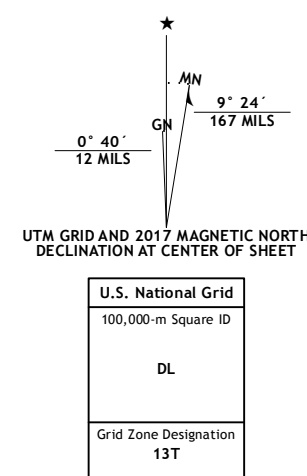 ★
MN
GN
9° 24´
167 MILS
0° 40´
12 MILS
UTM GRID AND 2017 MAGNETIC NORTH
DECLINATION AT CENTER OF SHEET
U.S. National Grid
100,000-m Square ID
DL
Grid Zone Designation
13T